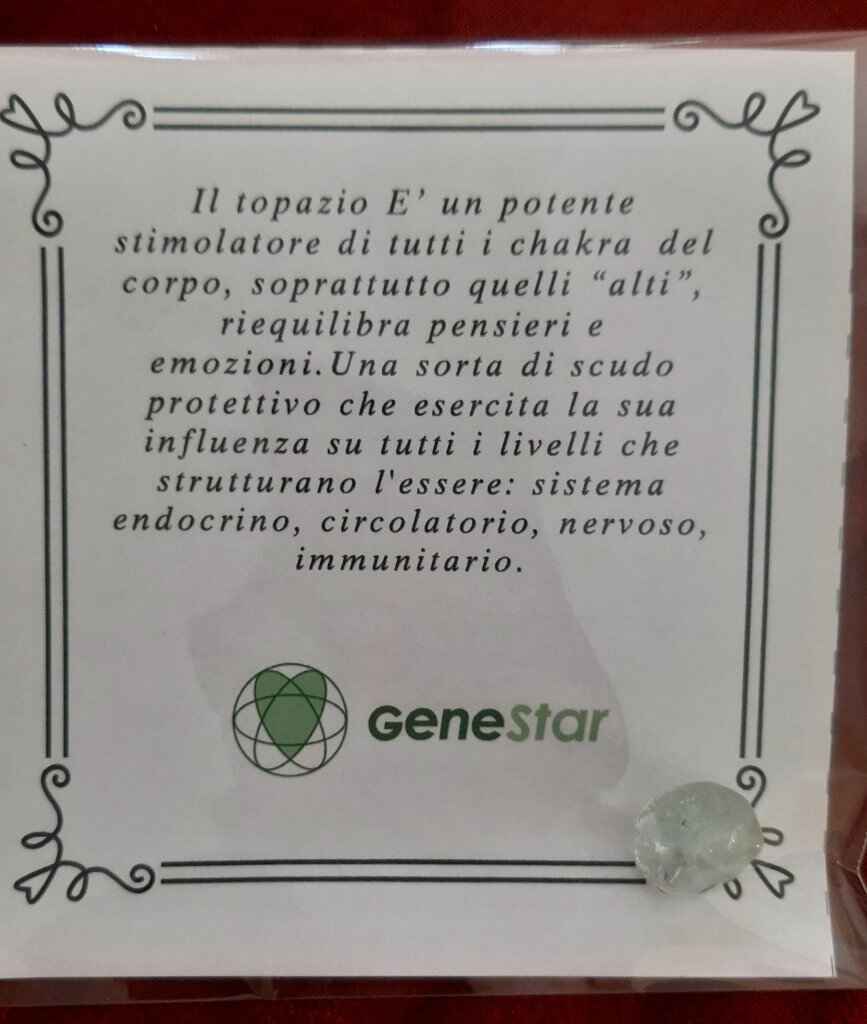 Il topazio E’ un potente
stimolatore di tutti i chakra del
corpo, soprattutto quelli “alti”,
riequilibra pensieri e
emozioni.Una sorta di scudo
protettivo che esercita la sua
influenza su tutti i livelli che
strutturano l'essere: sistema
endocrino, circolatorio, nervoso,
immunitario.
GeneStar